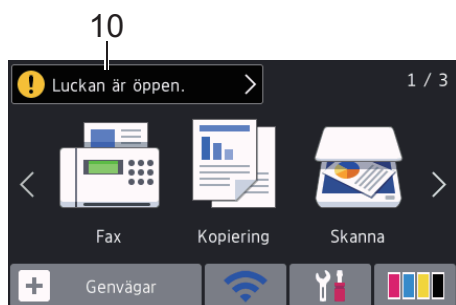 10
Luckan är öppen.
1 / 3
Fax Kopiering Skanna
Genvägar